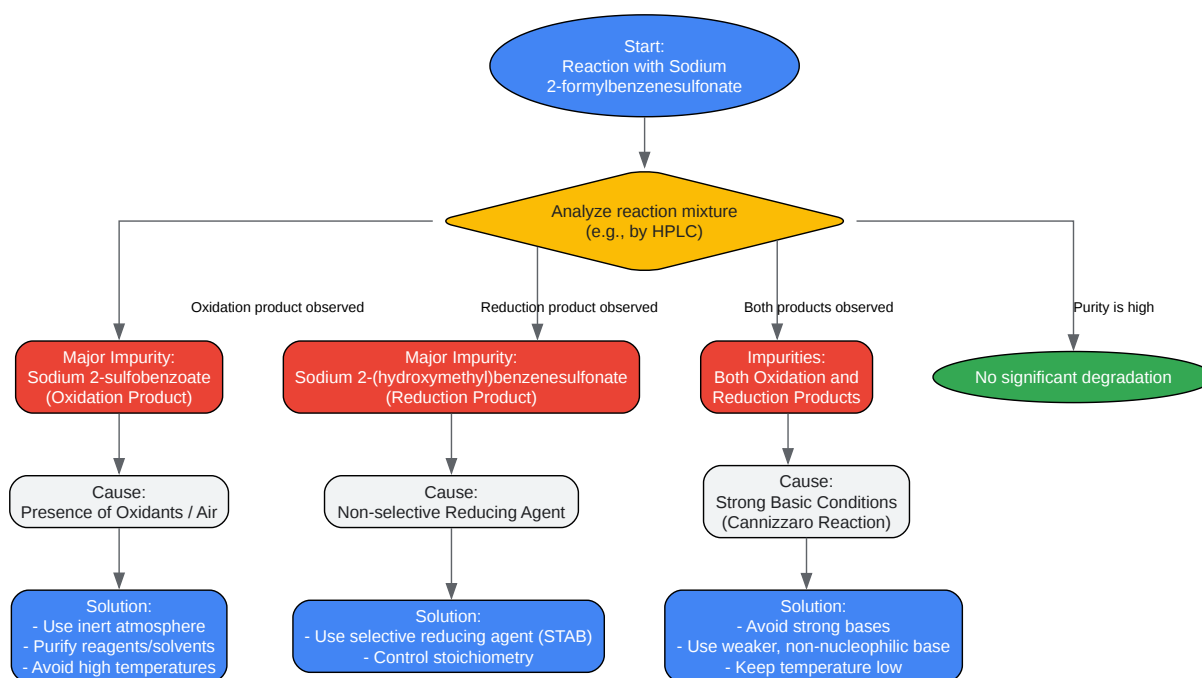 Start:
Reaction with Sodium
2-formylbenzenesulfonate
Analyze reaction mixture
(e.g., by HPLC)
Oxidation product observed
Reduction product observed
Both products observed
Purity is high
Major Impurity:
Sodium 2-sulfobenzoate
(Oxidation Product)
Major Impurity:
Sodium 2-(hydroxymethyl)benzenesulfonate
(Reduction Product)
Impurities:
Both Oxidation and
Reduction Products
No significant degradation
Cause:
Presence of Oxidants / Air
Cause:
Non-selective Reducing Agent
Cause:
Strong Basic Conditions
(Cannizzaro Reaction)
Solution:
- Use inert atmosphere
- Purify reagents/solvents
- Avoid high temperatures
Solution:
- Use selective reducing agent (STAB)
- Control stoichiometry
Solution:
- Avoid strong bases
- Use weaker, non-nucleophilic base
- Keep temperature low